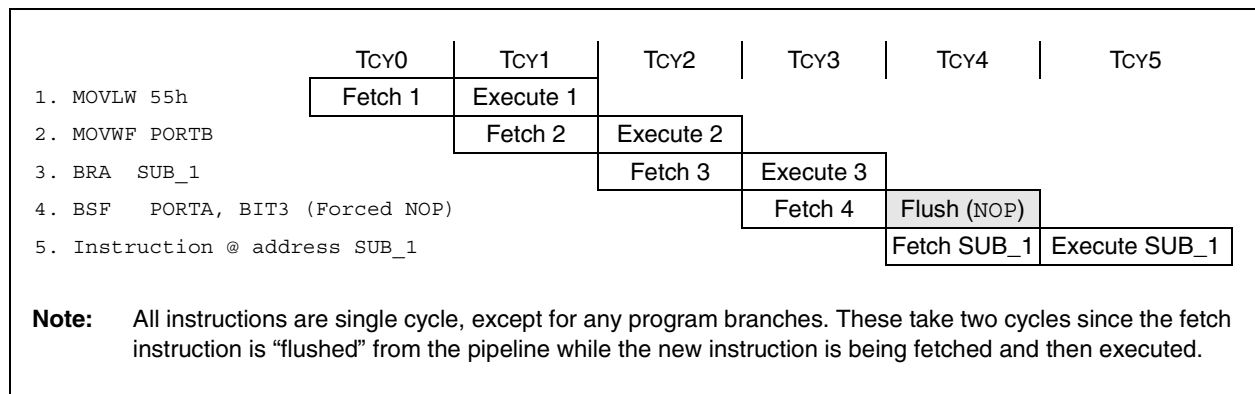 TCY0 TCY1 TCY2 TCY3 TCY4 TCY5
1. MOVLW 55h Fetch 1 Execute 1
2. MOVWF PORTB Fetch 2 Execute 2
3. BRA SUB_1 Fetch 3 Execute 3
4. BSF PORTA, BIT3 (Forced NOP) Fetch 4 Flush (NOP)
5. Instruction @ address SUB_1 Fetch SUB_1 Execute SUB_1
Note: All instructions are single cycle, except for any program branches. These take two cycles since the fetch
instruction is “flushed” from the pipeline while the new instruction is being fetched and then executed.